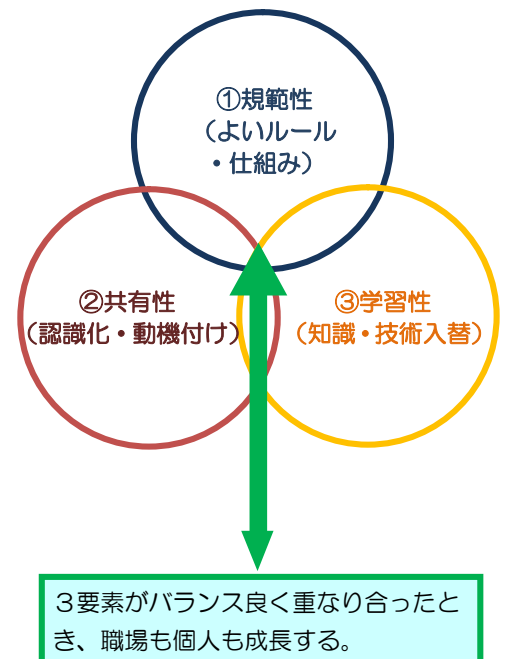 ①規範性
（よいルール
・仕組み）
②共有性
（認識化・動機付け）
③学習性
（知識・技術入替）
３要素がバランス良く重なり合ったと
き、職場も個人も成長する。